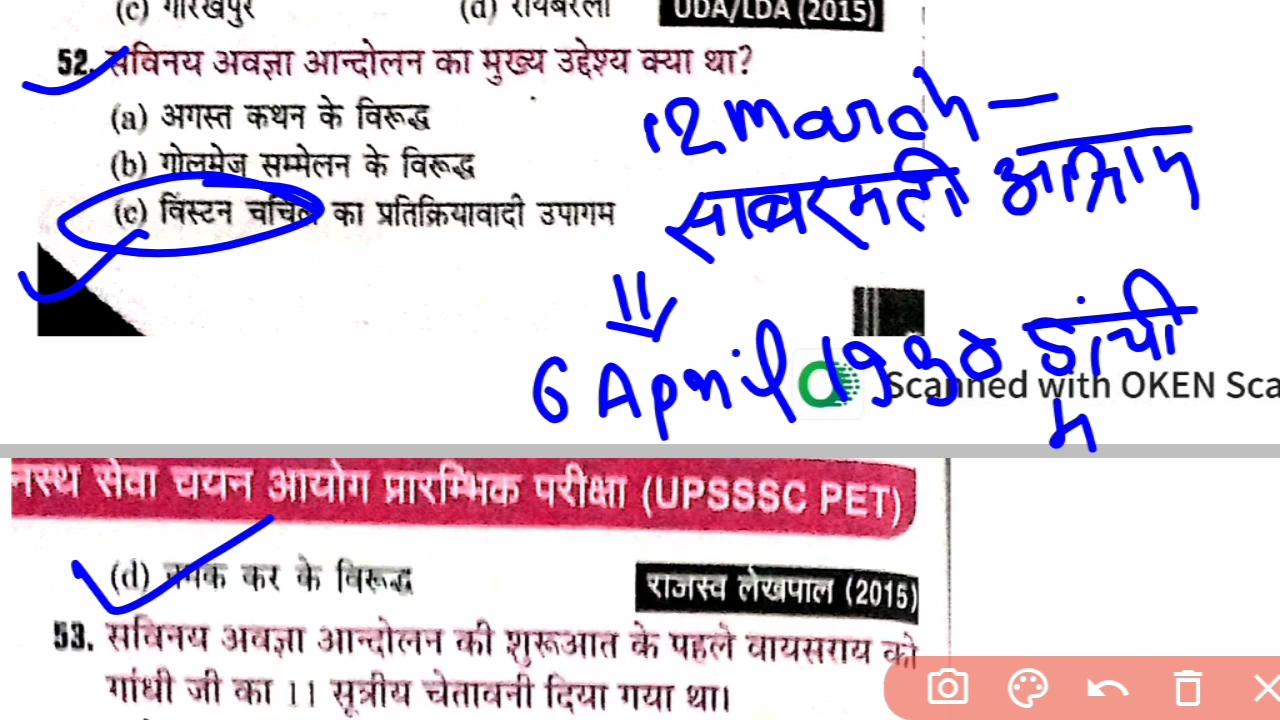 (c) गोरखपुर (d) रायबरेली UDA/LDA (2015)
52. सविनय अवज्ञा आन्दोलन का मुख्य उद्देश्य क्या था?
(a) अगस्त कथन के विरूद्ध
(b) गोलमेज सम्मेलन के विरूद्ध
(c) विंस्टन चर्चिल का प्रतिक्रियावादी उपागम
12 March —
साबरमती आश्रम
6 April 1930 डांडी
में
Scanned with OKEN Sca
नस्थ सेवा चयन आयोग प्रारम्भिक परीक्षा (UPSSSC PET)
(d) नमक कर के विरूद्ध राजस्व लेखपाल (2015)
53. सविनय अवज्ञा आन्दोलन की शुरूआत के पहले वायसराय को
गांधी जी का 11 सूत्रीय चेतावनी दिया गया था।